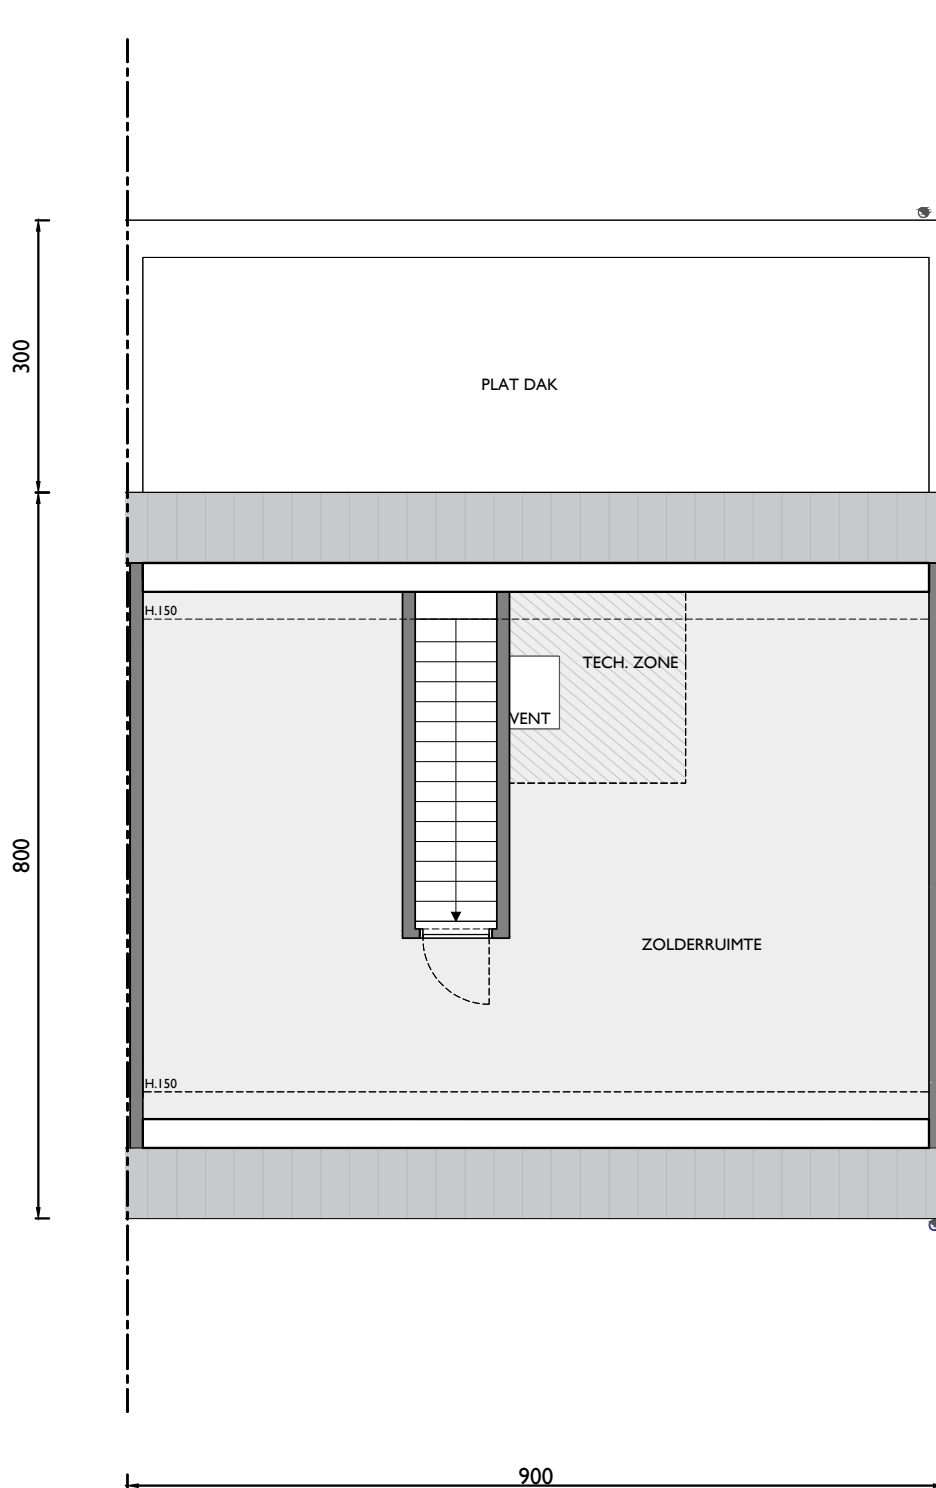 300
PLAT DAK
H.150
TECH. ZONE
VENT
800
ZOLDERRUIMTE
H.150
900